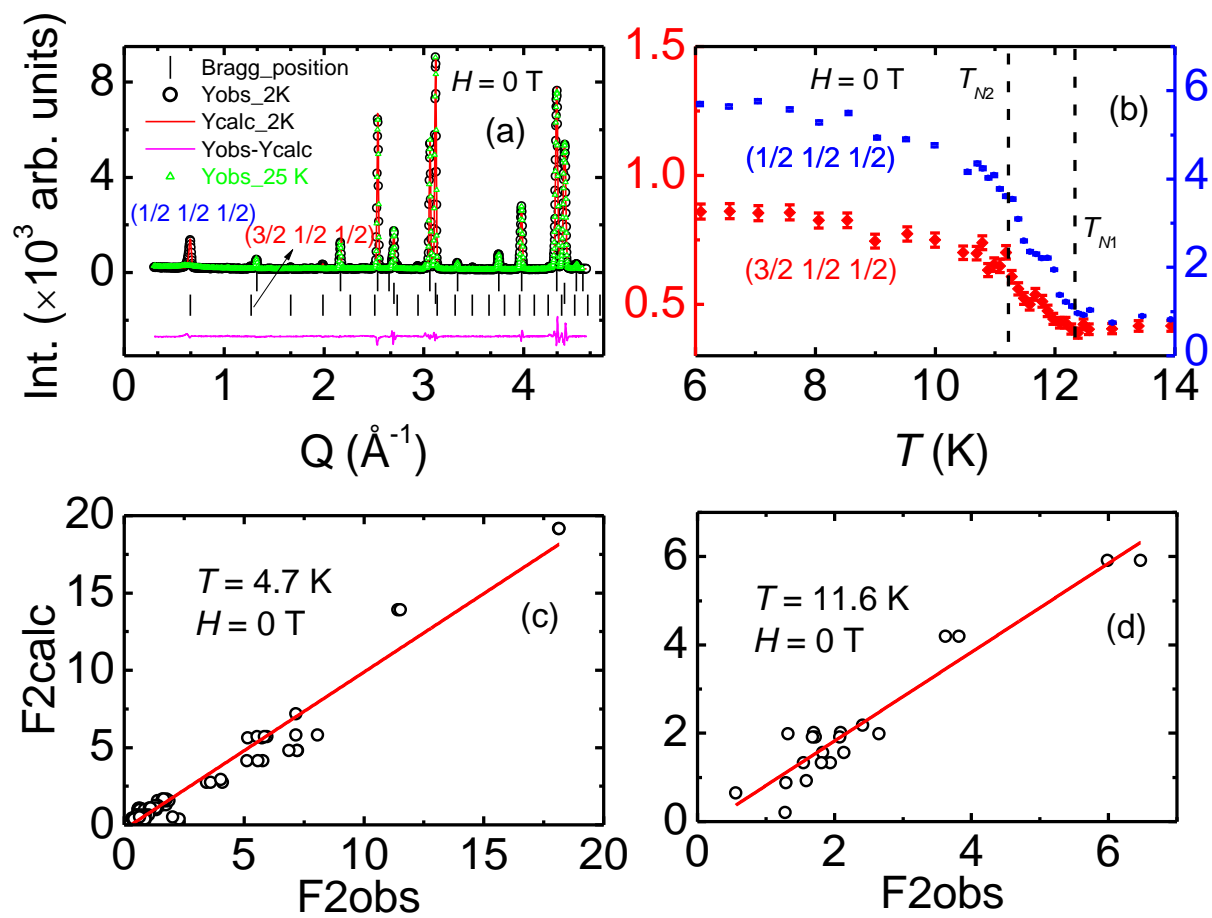 Int. (×10³ arb. units)
8
4
0
Bragg_position
Yobs_2K
Ycalc_2K
Yobs-Ycalc
Yobs_25 K
H = 0 T
(a)
(1/2 1/2 1/2)
(3/2 1/2 1/2)
0 1 2 3 4
Q (Å⁻¹)
1.5
1.0
0.5
H = 0 T
T_N2
(b)
(1/2 1/2 1/2)
T_N1
(3/2 1/2 1/2)
6
4
2
0
6 8 10 12 14
T (K)
F2calc
20
15
10
5
0
T = 4.7 K
H = 0 T
(c)
0 5 10 15 20
F2obs
6
4
2
0
T = 11.6 K
H = 0 T
(d)
0 2 4 6
F2obs